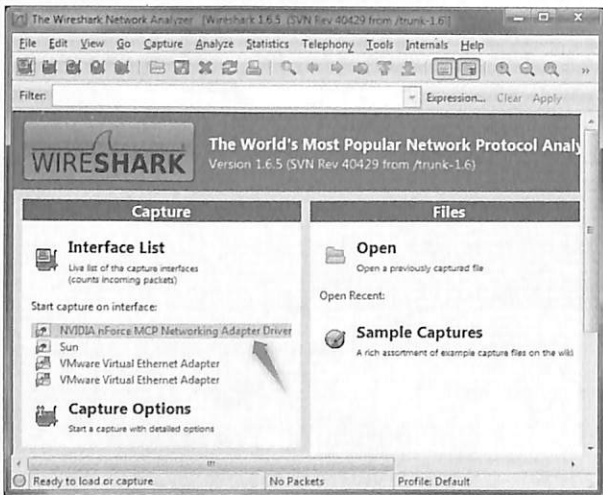 The Wireshark Network Analyzer [Wireshark 1.6.5 (SVN Rev 40429 from /trunk-1.6)]
File Edit View Go Capture Analyze Statistics Telephony Tools Internals Help
Filter: Expression... Clear Apply
WIRESHARK
The World's Most Popular Network Protocol Analy
Version 1.6.5 (SVN Rev 40429 from /trunk-1.6)
Capture
Interface List
Live list of the capture interfaces
(counts incoming packets)
Start capture on interface:
NVIDIA nForce MCP Networking Adapter Driver
Sun
VMware Virtual Ethernet Adapter
VMware Virtual Ethernet Adapter
Capture Options
Start a capture with detailed options
Files
Open
Open a previously captured file
Open Recent:
Sample Captures
A rich assortment of example capture files on the wiki
Ready to load or capture No Packets Profile: Default